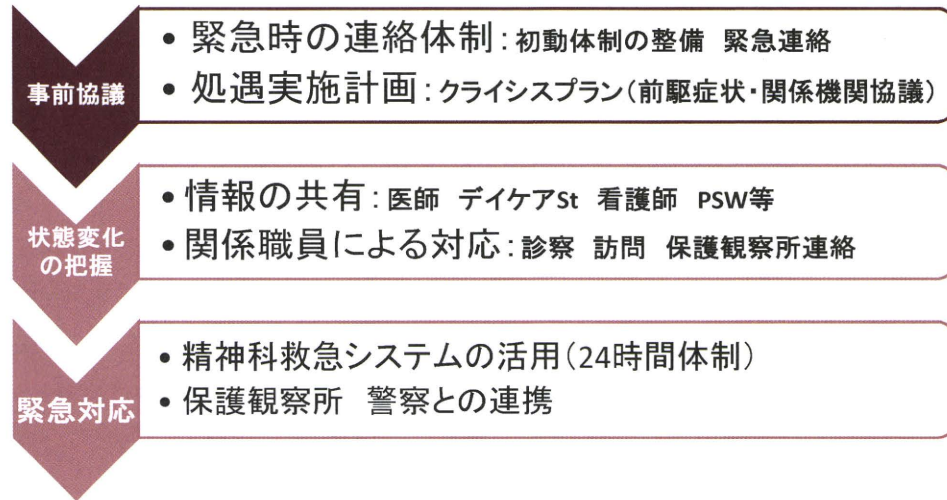 事前協議
• 緊急時の連絡体制：初動体制の整備 緊急連絡
• 処遇実施計画：クライシスプラン（前駆症状・関係機関協議）
状態変化
の把握
• 情報の共有：医師 デイケアSt 看護師 PSW等
• 関係職員による対応：診察 訪問 保護観察所連絡
緊急対応
• 精神科救急システムの活用（24時間体制）
• 保護観察所 警察との連携